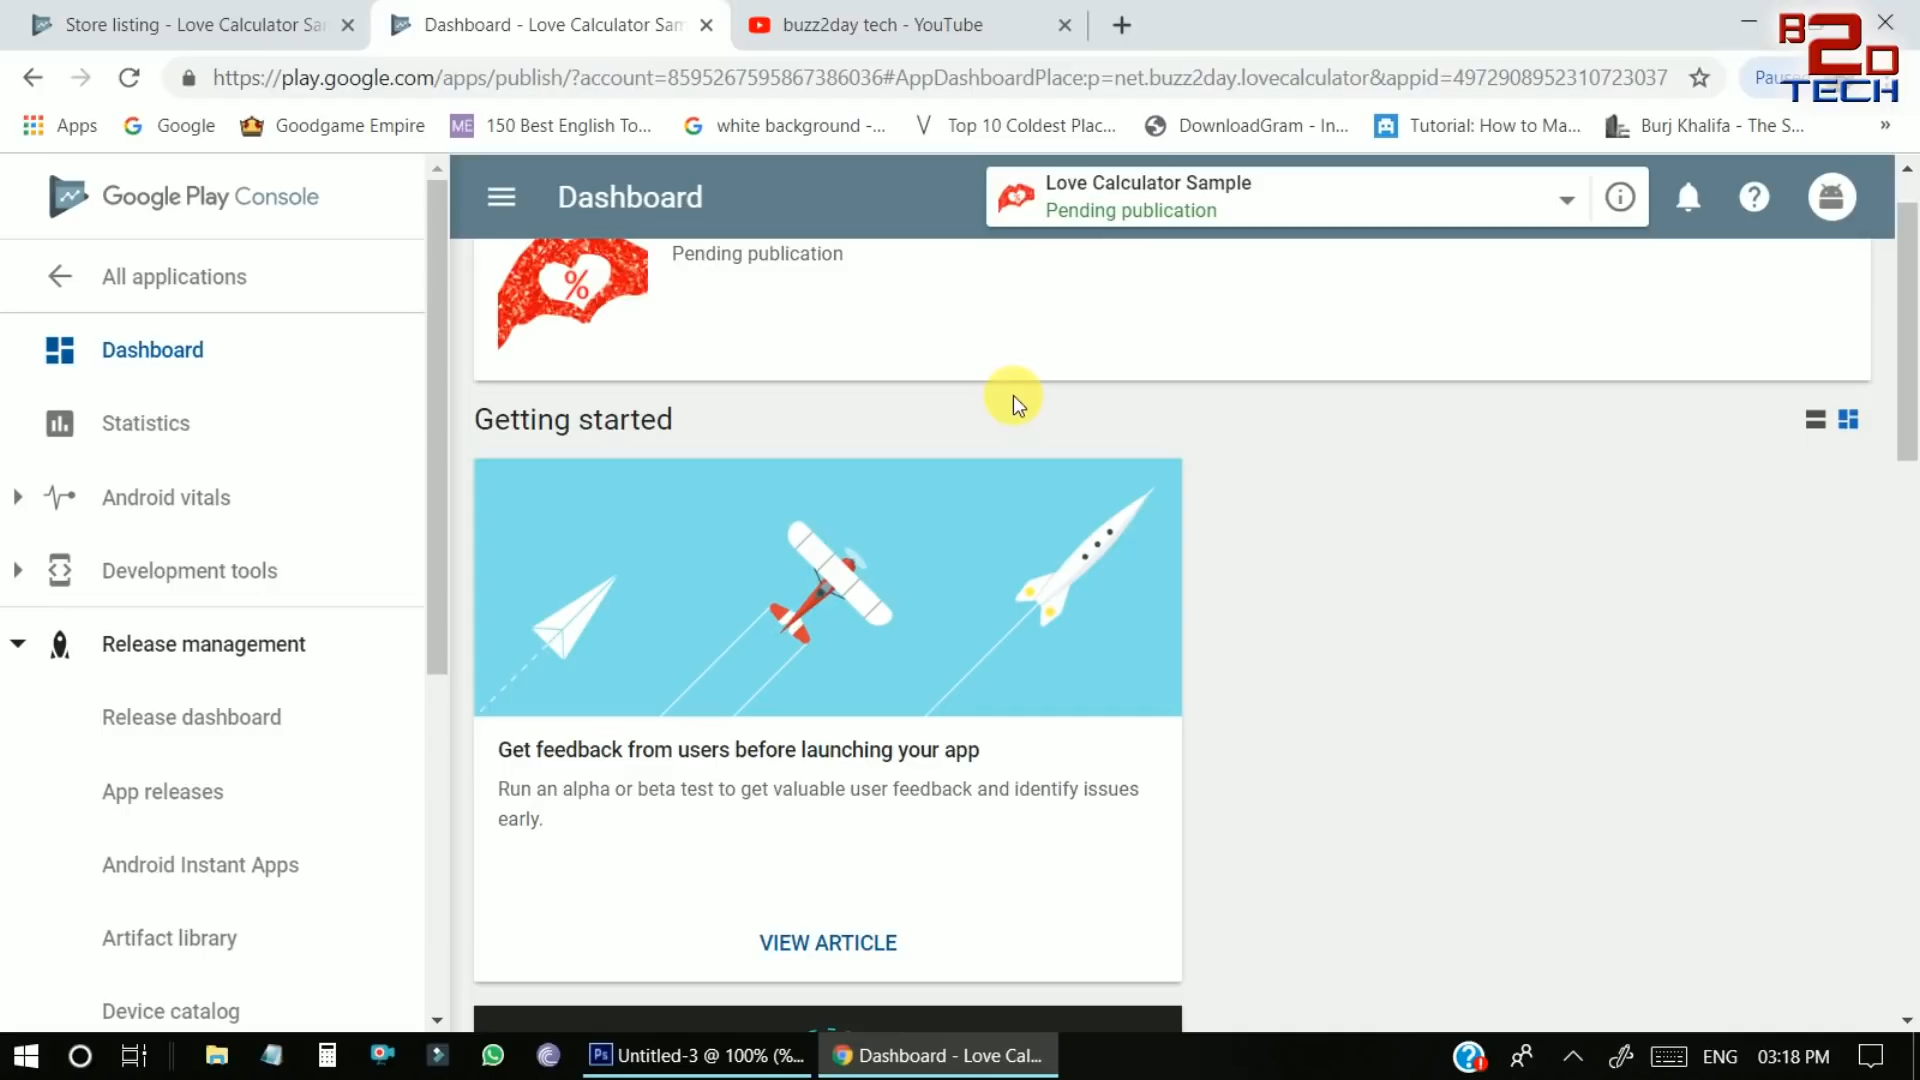 Store listing - Love Calculator Sa
Dashboard - Love Calculator Sam
buzz2day tech - YouTube
B2D
TECH
https://play.google.com/apps/publish/?account=8595267595867386036#AppDashboardPlace:p=net.buzz2day.lovecalculator&appid=4972908952310723037
Apps
Google
Goodgame Empire
ME
150 Best English To...
white background -...
Top 10 Coldest Plac...
DownloadGram - In...
Tutorial: How to Ma...
Burj Khalifa - The S...
»
Google Play Console
Dashboard
Love Calculator Sample
Pending publication
All applications
Dashboard
Statistics
Android vitals
Development tools
Release management
Release dashboard
App releases
Android Instant Apps
Artifact library
Device catalog
%
Pending publication
Getting started
Get feedback from users before launching your app
Run an alpha or beta test to get valuable user feedback and identify issues
early.
VIEW ARTICLE
Ps
Untitled-3 @ 100% (%...
Dashboard - Love Cal...
ENG
03:18 PM